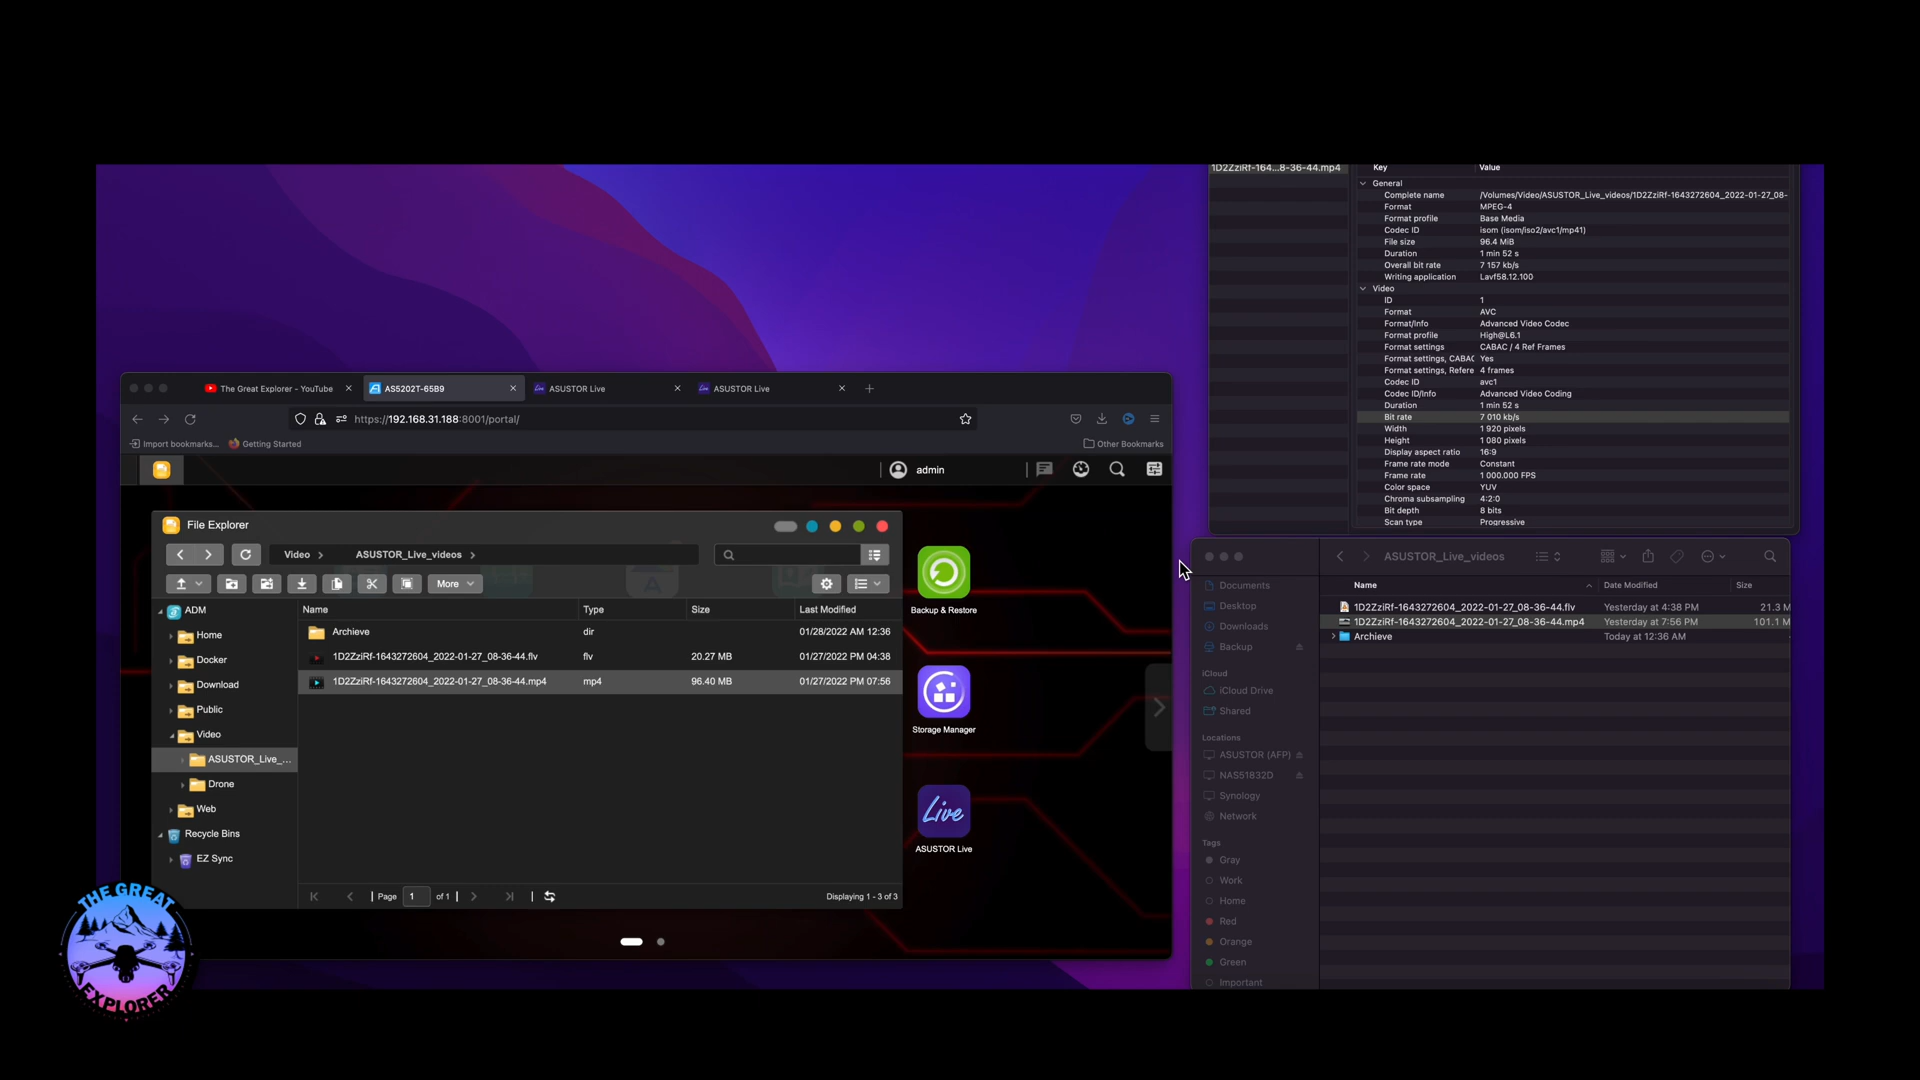 1D2ZziRf-164...8-36-44.mp4
Key Value
General
Complete name /Volumes/Video/ASUSTOR_Live_videos/1D2ZziRf-1643272604_2022-01-27_08-
Format MPEG-4
Format profile Base Media
Codec ID isom (isom/iso2/avc1/mp41)
File size 96.4 MiB
Duration 1 min 52 s
Overall bit rate 7 157 kb/s
Writing application Lavf58.12.100
Video
ID 1
Format AVC
Format/Info Advanced Video Codec
Format profile High@L6.1
Format settings CABAC / 4 Ref Frames
Format settings, CABAC Yes
Format settings, Refere 4 frames
Codec ID avc1
Codec ID/Info Advanced Video Coding
Duration 1 min 52 s
Bit rate 7 010 kb/s
Width 1 920 pixels
Height 1 080 pixels
Display aspect ratio 16:9
Frame rate mode Constant
Frame rate 1 000.000 FPS
Color space YUV
Chroma subsampling 4:2:0
Bit depth 8 bits
Scan type Progressive
The Great Explorer - YouTube
AS5202T-65B9
Live ASUSTOR Live
Live ASUSTOR Live
https://192.168.31.188:8001/portal/
Import bookmarks...
Getting Started
Other Bookmarks
admin
File Explorer
Video
ASUSTOR_Live_videos
More
ADM
Home
Docker
Download
Public
Video
ASUSTOR_Live_...
Drone
Web
Recycle Bins
EZ Sync
Name Type Size Last Modified
Archieve dir 01/28/2022 AM 12:36
1D2ZziRf-1643272604_2022-01-27_08-36-44.flv flv 20.27 MB 01/27/2022 PM 04:38
1D2ZziRf-1643272604_2022-01-27_08-36-44.mp4 mp4 96.40 MB 01/27/2022 PM 07:56
Page 1 of 1
Displaying 1 - 3 of 3
Backup & Restore
Storage Manager
Live
ASUSTOR Live
ASUSTOR_Live_videos
Documents
Desktop
Downloads
Backup
iCloud
iCloud Drive
Shared
Locations
ASUSTOR (AFP)
NAS51832D
Synology
Network
Tags
Gray
Work
Home
Red
Orange
Green
Important
Name Date Modified Size
1D2ZziRf-1643272604_2022-01-27_08-36-44.flv Yesterday at 4:38 PM 21.3 M
1D2ZziRf-1643272604_2022-01-27_08-36-44.mp4 Yesterday at 7:56 PM 101.1 M
Archieve Today at 12:36 AM
THE GREAT
EXPLORER